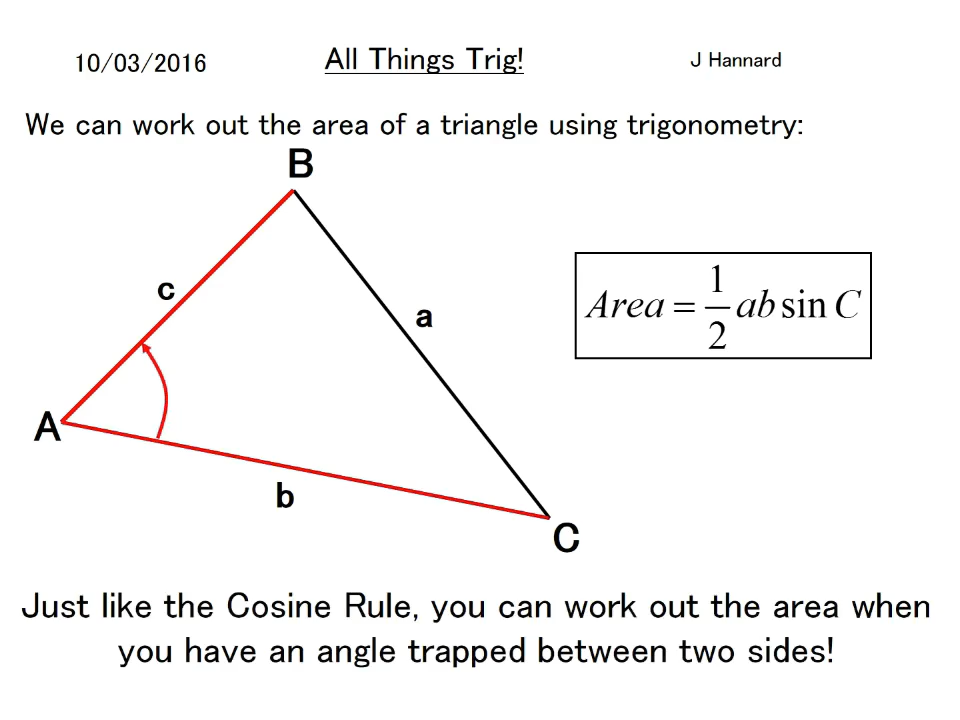 10/03/2016 All Things Trig! J Hannard
We can work out the area of a triangle using trigonometry:
B
c
a
Area = 1/2 ab sin C
A
b
C
Just like the Cosine Rule, you can work out the area when
you have an angle trapped between two sides!